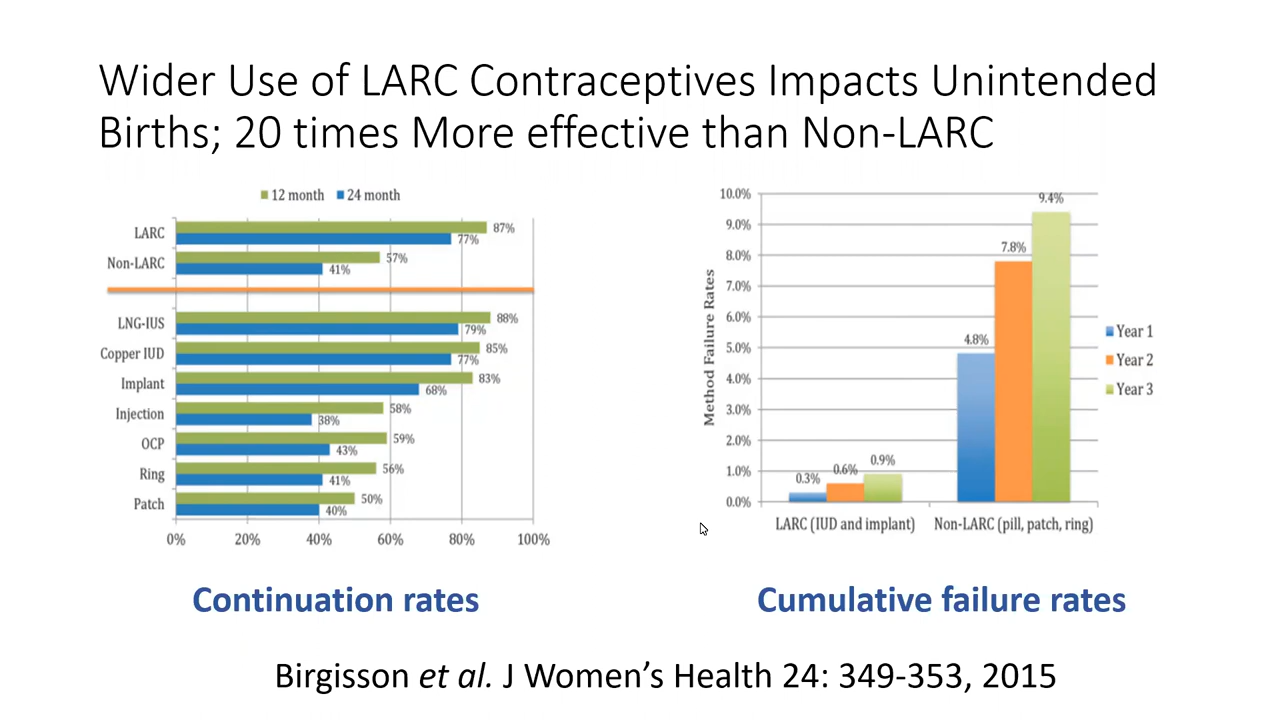 Wider Use of LARC Contraceptives Impacts Unintended
Births; 20 times More effective than Non-LARC
12 month 24 month
LARC 87%
77%
Non-LARC 57%
41%
LNG-IUS 88%
79%
Copper IUD 85%
77%
Implant 83%
68%
Injection 58%
38%
OCP 59%
43%
Ring 56%
41%
Patch 50%
40%
0% 20% 40% 60% 80% 100%
Continuation rates
Method Failure Rates
10.0%
9.0%
8.0%
7.0%
6.0%
5.0%
4.0%
3.0%
2.0%
1.0%
0.0%
0.3% 0.6% 0.9%
4.8% 7.8% 9.4%
LARC (IUD and implant) Non-LARC (pill, patch, ring)
Year 1
Year 2
Year 3
Cumulative failure rates
Birgisson et al. J Women’s Health 24: 349-353, 2015